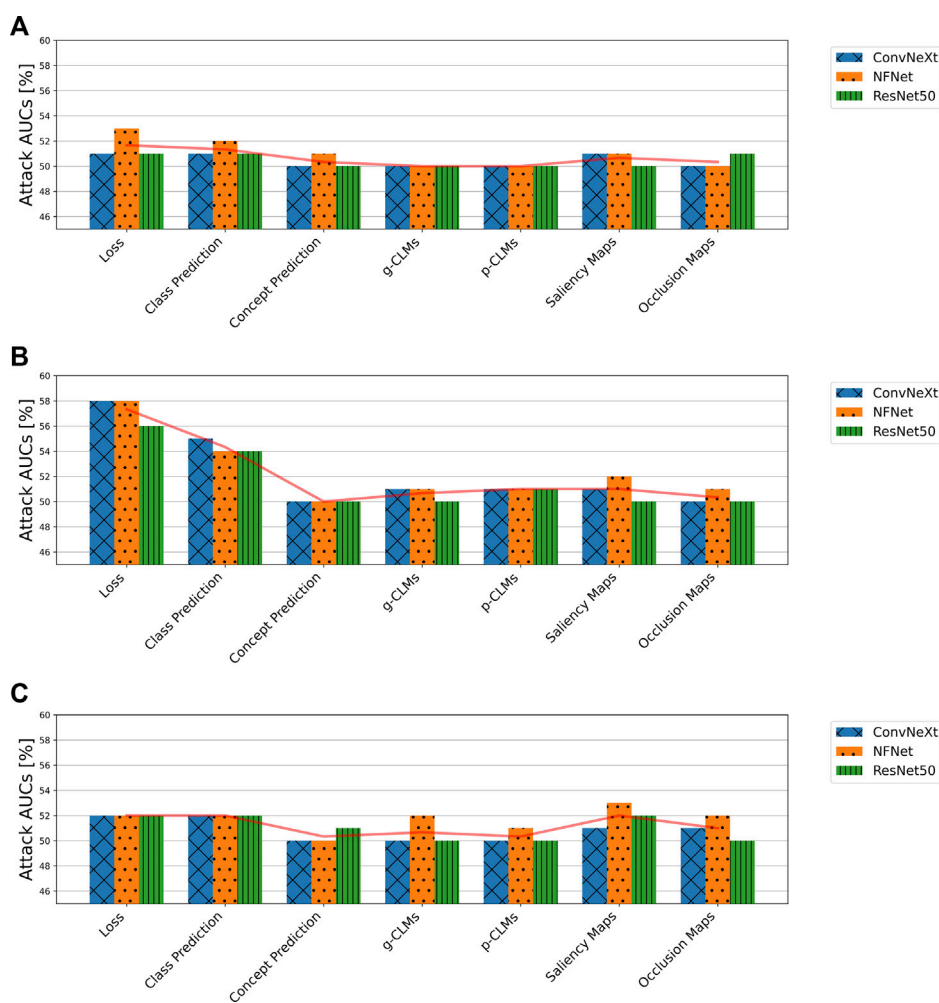 A
Attack AUCs [%]
60
58
56
54
52
50
48
46
Loss
Class Prediction
Concept Prediction
g-CLMs
p-CLMs
Saliency Maps
Occlusion Maps
ConvNeXt
NFNet
ResNet50
B
Attack AUCs [%]
60
58
56
54
52
50
48
46
Loss
Class Prediction
Concept Prediction
g-CLMs
p-CLMs
Saliency Maps
Occlusion Maps
ConvNeXt
NFNet
ResNet50
C
Attack AUCs [%]
60
58
56
54
52
50
48
46
Loss
Class Prediction
Concept Prediction
g-CLMs
p-CLMs
Saliency Maps
Occlusion Maps
ConvNeXt
NFNet
ResNet50